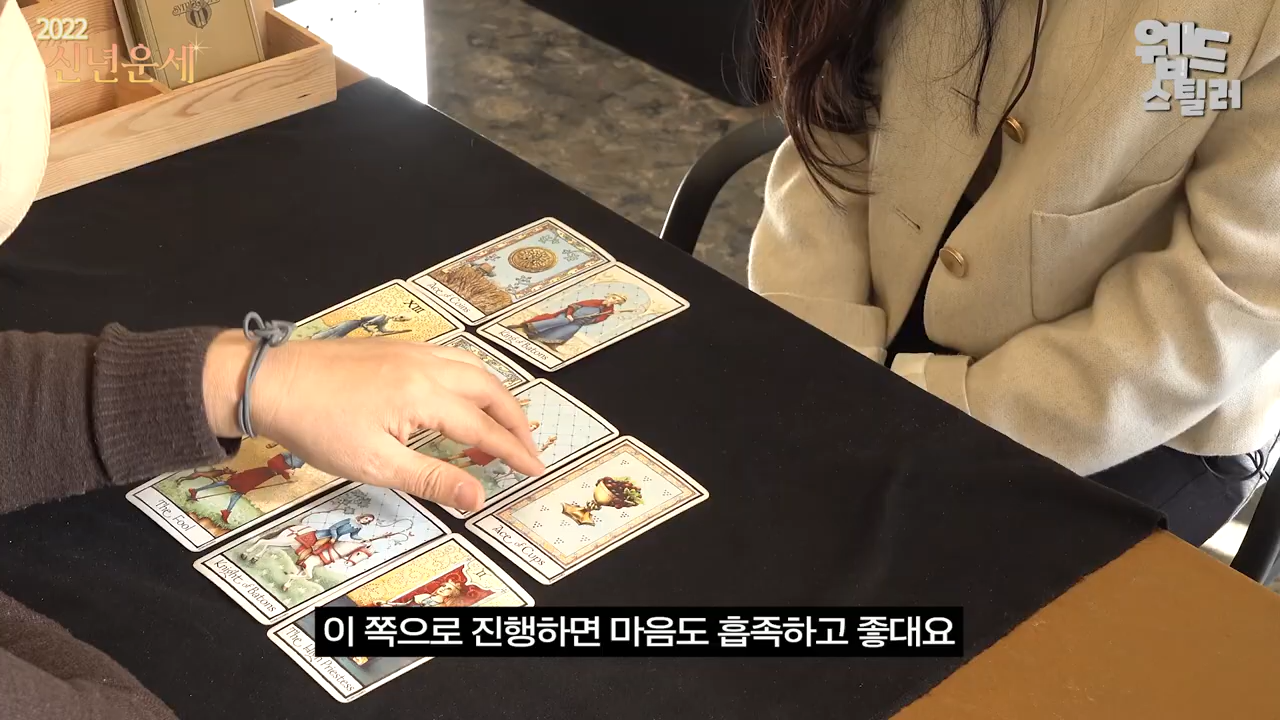 2022
신년운세
웹드
스틸러
Ace of Coins
King of Batons
XIII
The Fool
Knight of Batons
Ace of Cups
II
The High Priestess
이 쪽으로 진행하면 마음도 흡족하고 좋대요